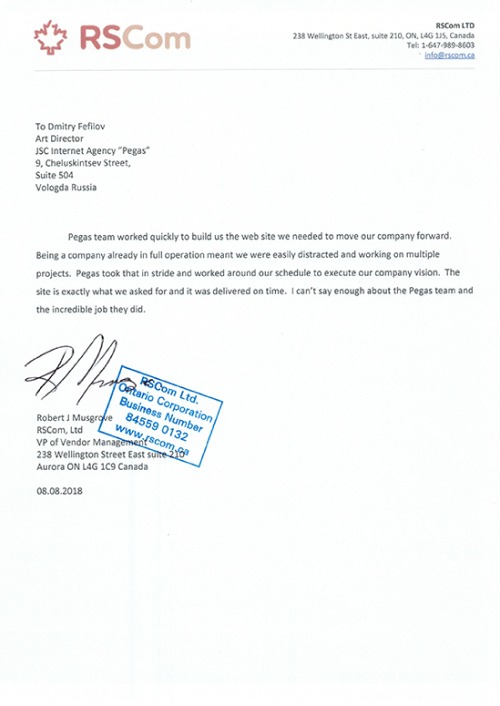 RSCom
RSCom LTD
238 Wellington St East, suite 210, ON, L4G 1J5, Canada
Tel: 1-647-989-8603
info@rscom.ca
To Dmitry Fefilov
Art Director
JSC Internet Agency "Pegas"
9, Cheluskintsev Street,
Suite 504
Vologda Russia
Pegas team worked quickly to build us the web site we needed to move our company forward.
Being a company already in full operation meant we were easily distracted and working on multiple
projects. Pegas took that in stride and worked around our schedule to execute our company vision. The
site is exactly what we asked for and it was delivered on time. I can't say enough about the Pegas team and
the incredible job they did.
RSCom Ltd.
Ontario Corporation
Business Number
84559 0132
www.rscom.ca
Robert J Musgrove
RSCom, Ltd
VP of Vendor Management
238 Wellington Street East suite 210
Aurora ON L4G 1C9 Canada
08.08.2018